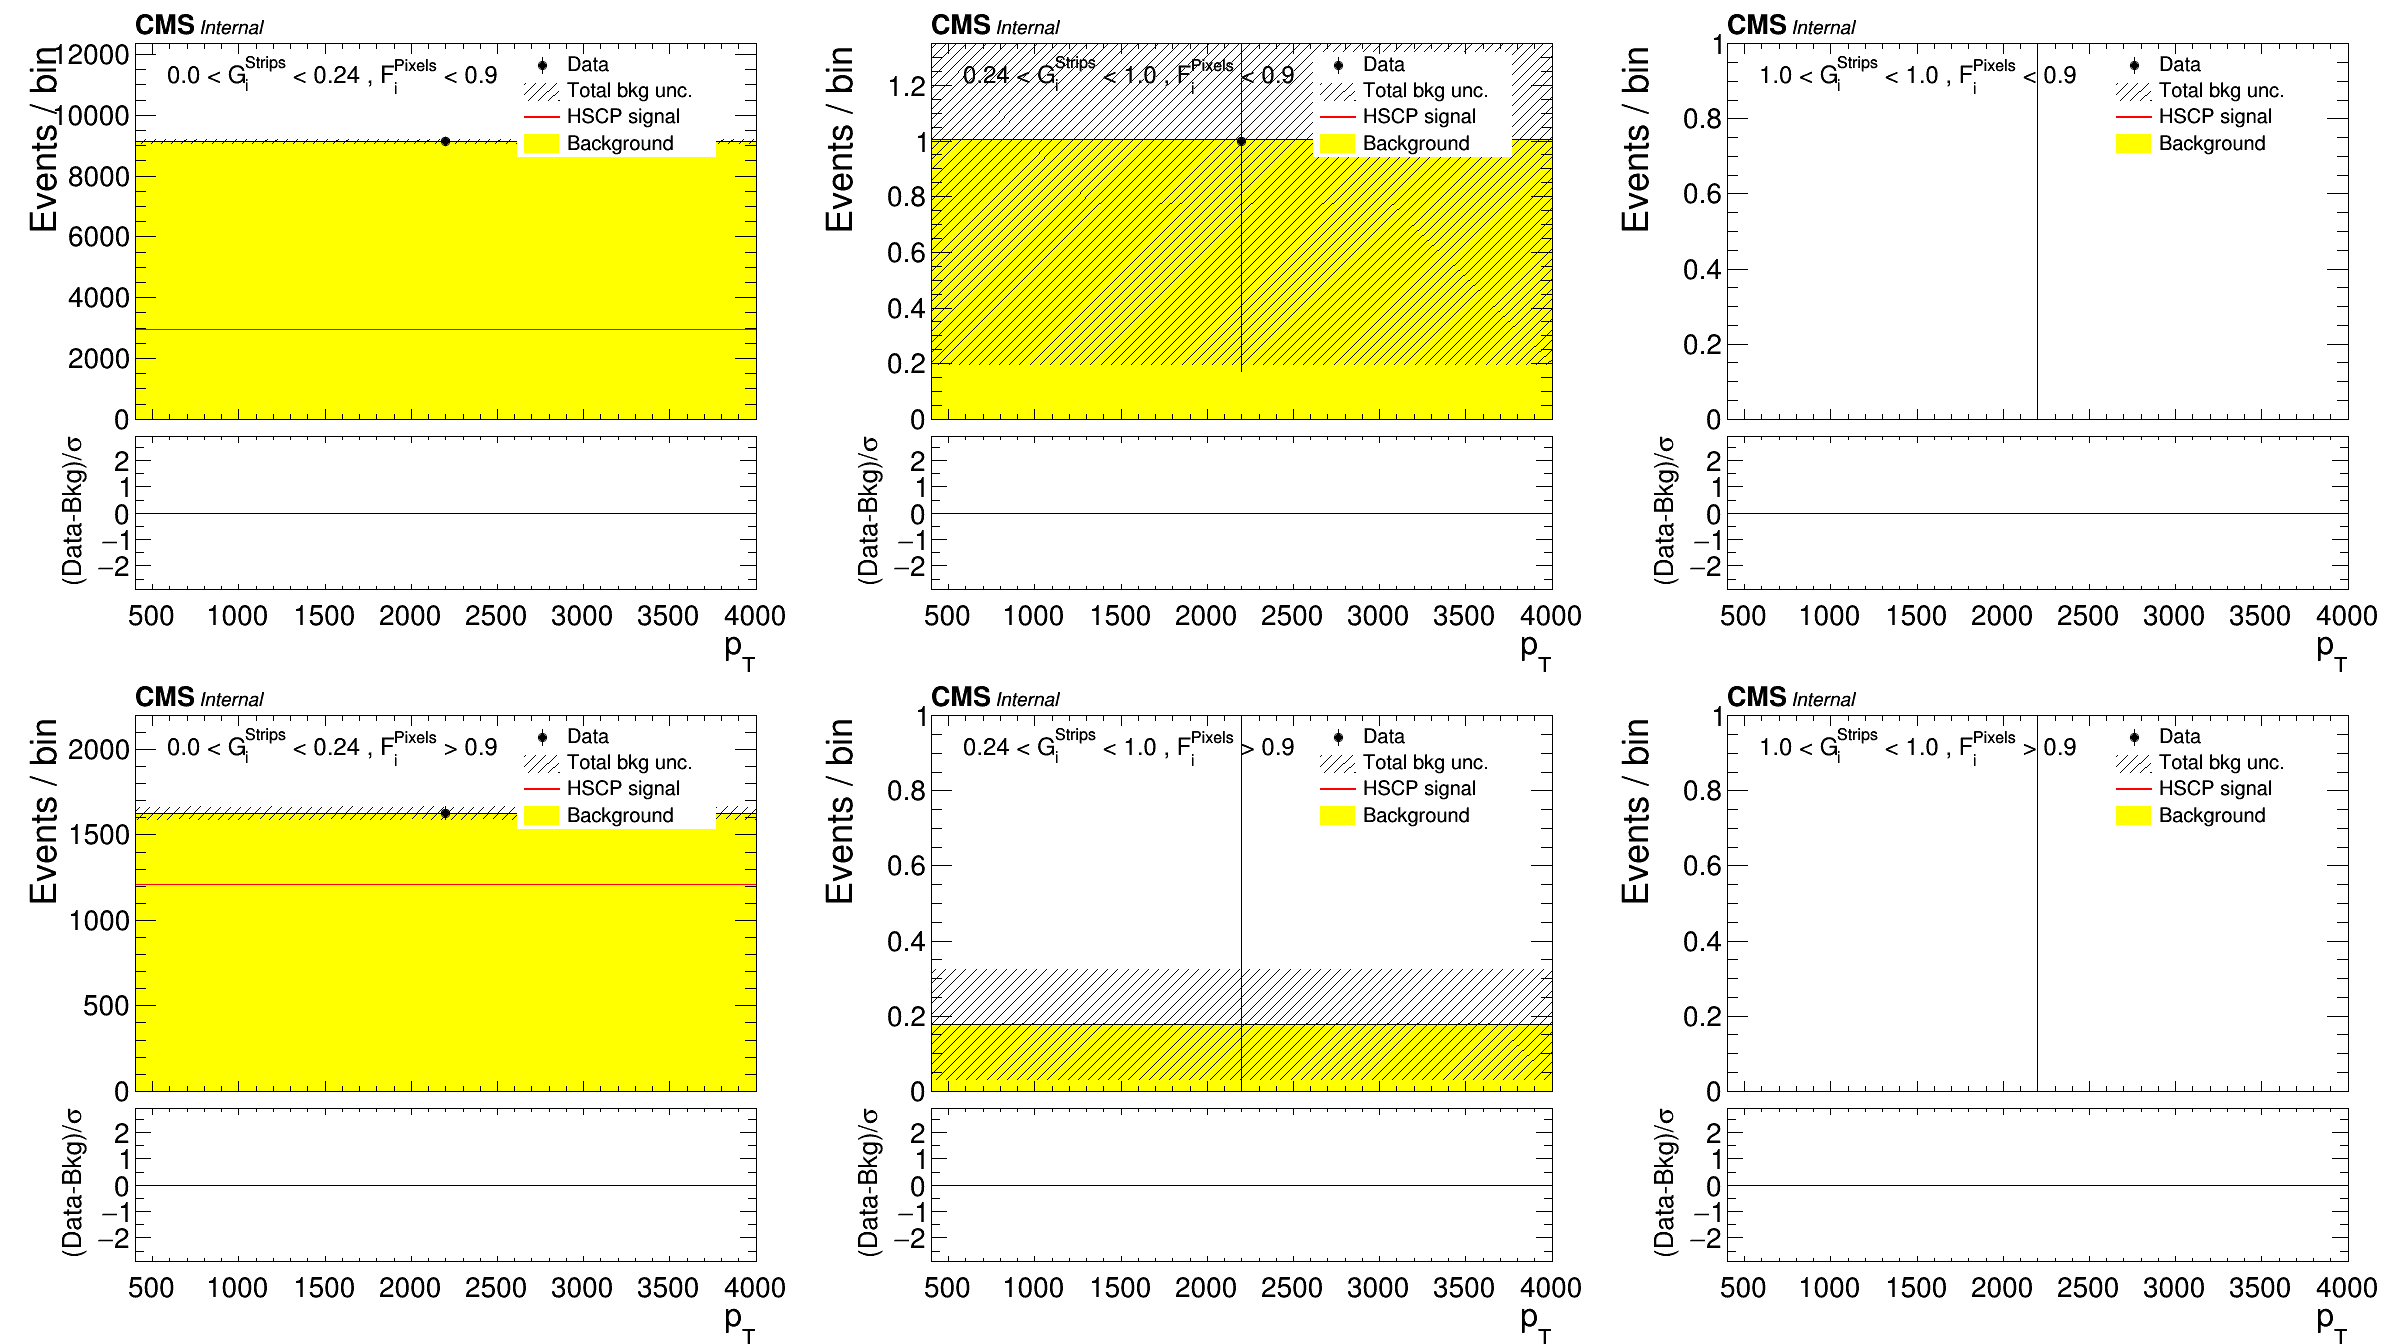 CMS Internal
Events / bin
0.0 < G_i^Strips < 0.24 , F_i^Pixels < 0.9
Data
Total bkg unc.
HSCP signal
Background
12000
10000
8000
6000
4000
2000
0
(Data-Bkg)/σ
2
1
0
−1
−2
500 1000 1500 2000 2500 3000 3500 4000
p_T
CMS Internal
Events / bin
0.24 < G_i^Strips < 1.0 , F_i^Pixels < 0.9
Data
Total bkg unc.
HSCP signal
Background
1.2
1
0.8
0.6
0.4
0.2
0
(Data-Bkg)/σ
2
1
0
−1
−2
500 1000 1500 2000 2500 3000 3500 4000
p_T
CMS Internal
Events / bin
1.0 < G_i^Strips < 1.0 , F_i^Pixels < 0.9
Data
Total bkg unc.
HSCP signal
Background
1
0.8
0.6
0.4
0.2
0
(Data-Bkg)/σ
2
1
0
−1
−2
500 1000 1500 2000 2500 3000 3500 4000
p_T
CMS Internal
Events / bin
0.0 < G_i^Strips < 0.24 , F_i^Pixels > 0.9
Data
Total bkg unc.
HSCP signal
Background
2000
1500
1000
500
0
(Data-Bkg)/σ
2
1
0
−1
−2
500 1000 1500 2000 2500 3000 3500 4000
p_T
CMS Internal
Events / bin
0.24 < G_i^Strips < 1.0 , F_i^Pixels > 0.9
Data
Total bkg unc.
HSCP signal
Background
1
0.8
0.6
0.4
0.2
0
(Data-Bkg)/σ
2
1
0
−1
−2
500 1000 1500 2000 2500 3000 3500 4000
p_T
CMS Internal
Events / bin
1.0 < G_i^Strips < 1.0 , F_i^Pixels > 0.9
Data
Total bkg unc.
HSCP signal
Background
1
0.8
0.6
0.4
0.2
0
(Data-Bkg)/σ
2
1
0
−1
−2
500 1000 1500 2000 2500 3000 3500 4000
p_T